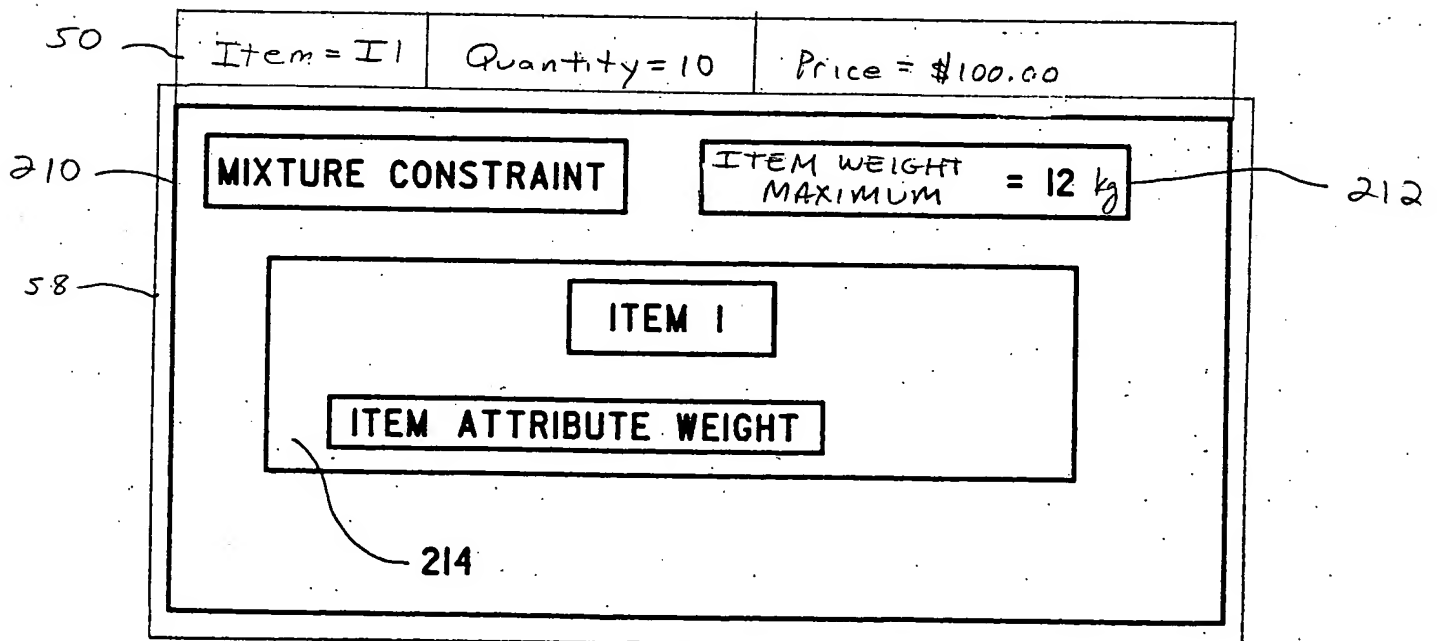 50
Item = I1 Quantity = 10 Price = $100.00
210
MIXTURE CONSTRAINT
ITEM WEIGHT
MAXIMUM = 12 kg
212
58
ITEM 1
ITEM ATTRIBUTE WEIGHT
214